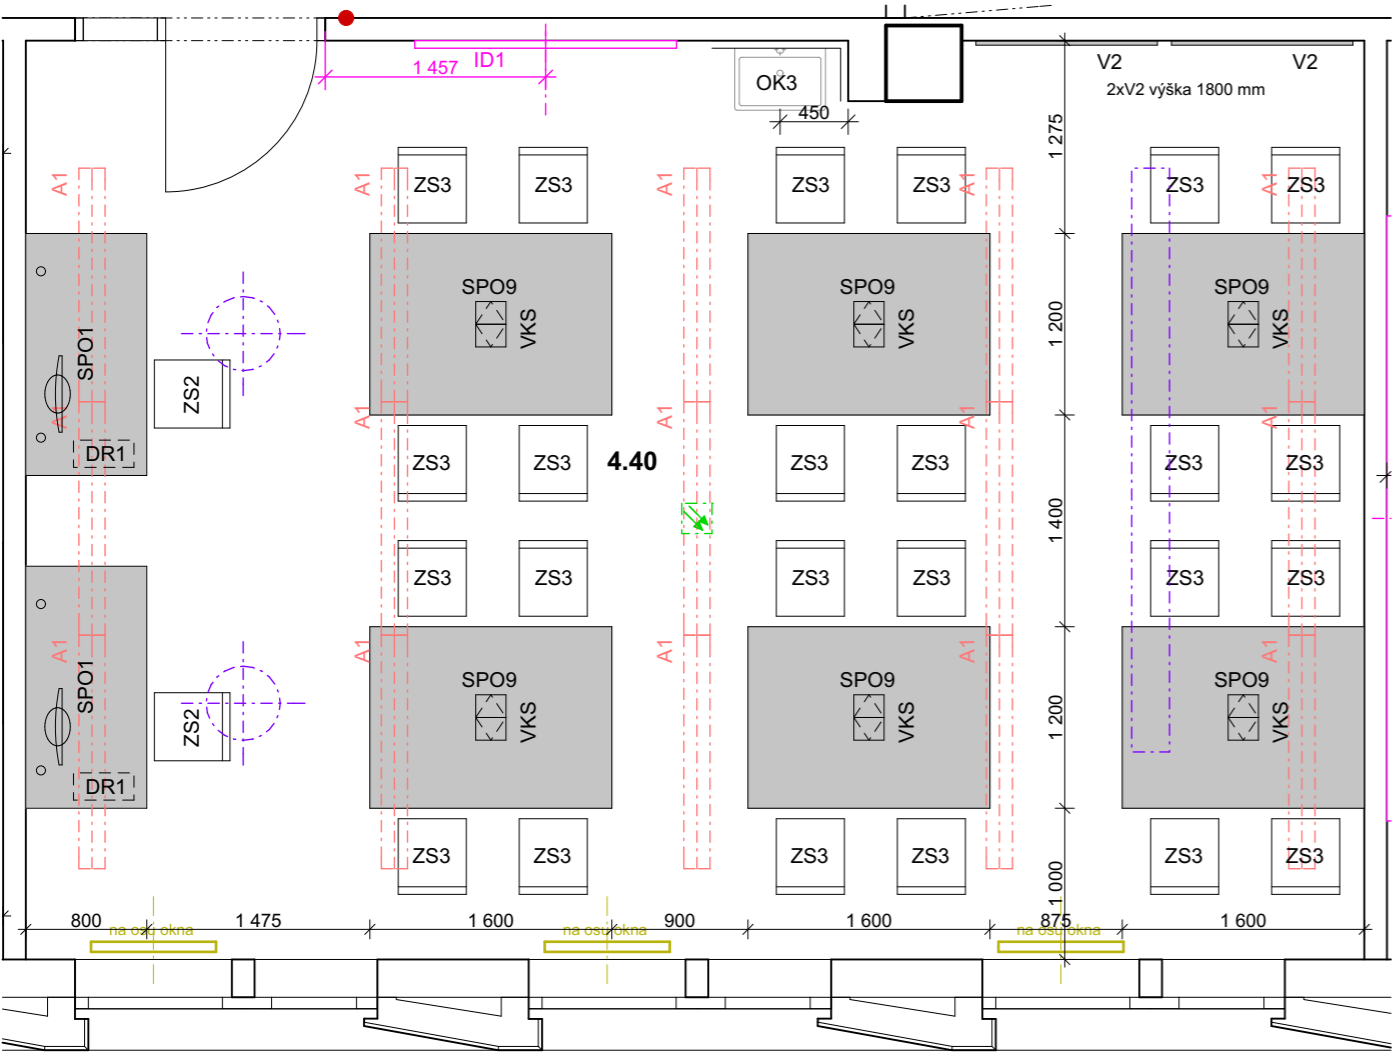 ID1
1 457
OK3
450
V2
V2
2xV2 výška 1800 mm
1 275
A1
A1
ZS3
ZS3
A1
ZS3
ZS3
A1
ZS3
A1
ZS3
SPO1
SPO9
VKS
SPO9
VKS
1 200
SPO9
VKS
ZS2
A1
A1
A1
A1
A1
DR1
ZS3
ZS3
4.40
ZS3
ZS3
ZS3
ZS3
1 400
ZS3
ZS3
ZS3
ZS3
ZS3
ZS3
A1
A1
A1
A1
A1
SPO1
SPO9
VKS
SPO9
VKS
1 200
SPO9
VKS
ZS2
DR1
ZS3
ZS3
ZS3
ZS3
ZS3
ZS3
1 000
800
1 475
1 600
900
1 600
875
1 600
na osu okna
na osu okna
na osu okna